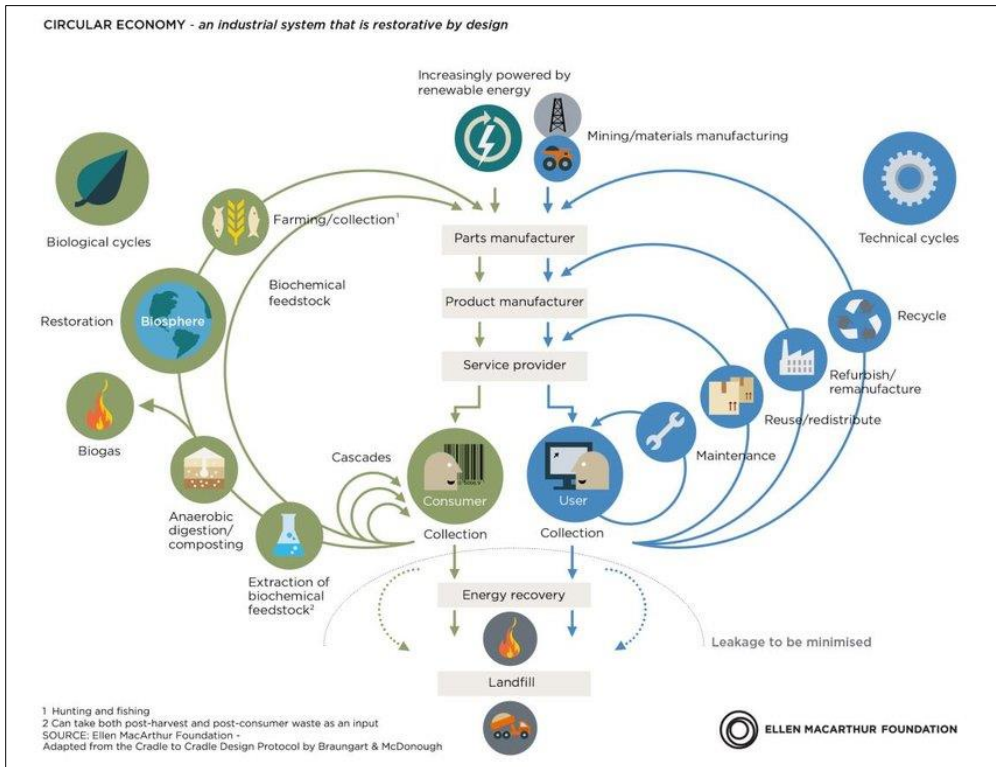 CIRCULAR ECONOMY - an industrial system that is restorative by design
Increasingly powered by
renewable energy
Mining/materials manufacturing
Biological cycles
Technical cycles
Farming/collection¹
Parts manufacturer
Biochemical
feedstock
Product manufacturer
Restoration
Biosphere
Recycle
Service provider
Refurbish/
remanufacture
Reuse/redistribute
Biogas
Maintenance
Cascades
Consumer
User
Anaerobic
digestion/
composting
Collection
Collection
Extraction of
biochemical
feedstock²
Energy recovery
Leakage to be minimised
Landfill
1 Hunting and fishing
2 Can take both post-harvest and post-consumer waste as an input
SOURCE: Ellen MacArthur Foundation -
Adapted from the Cradle to Cradle Design Protocol by Braungart & McDonough
ELLEN MACARTHUR FOUNDATION